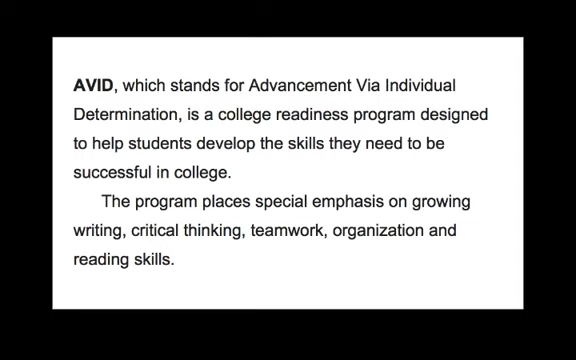 AVID, which stands for Advancement Via Individual
Determination, is a college readiness program designed
to help students develop the skills they need to be
successful in college.
The program places special emphasis on growing
writing, critical thinking, teamwork, organization and
reading skills.